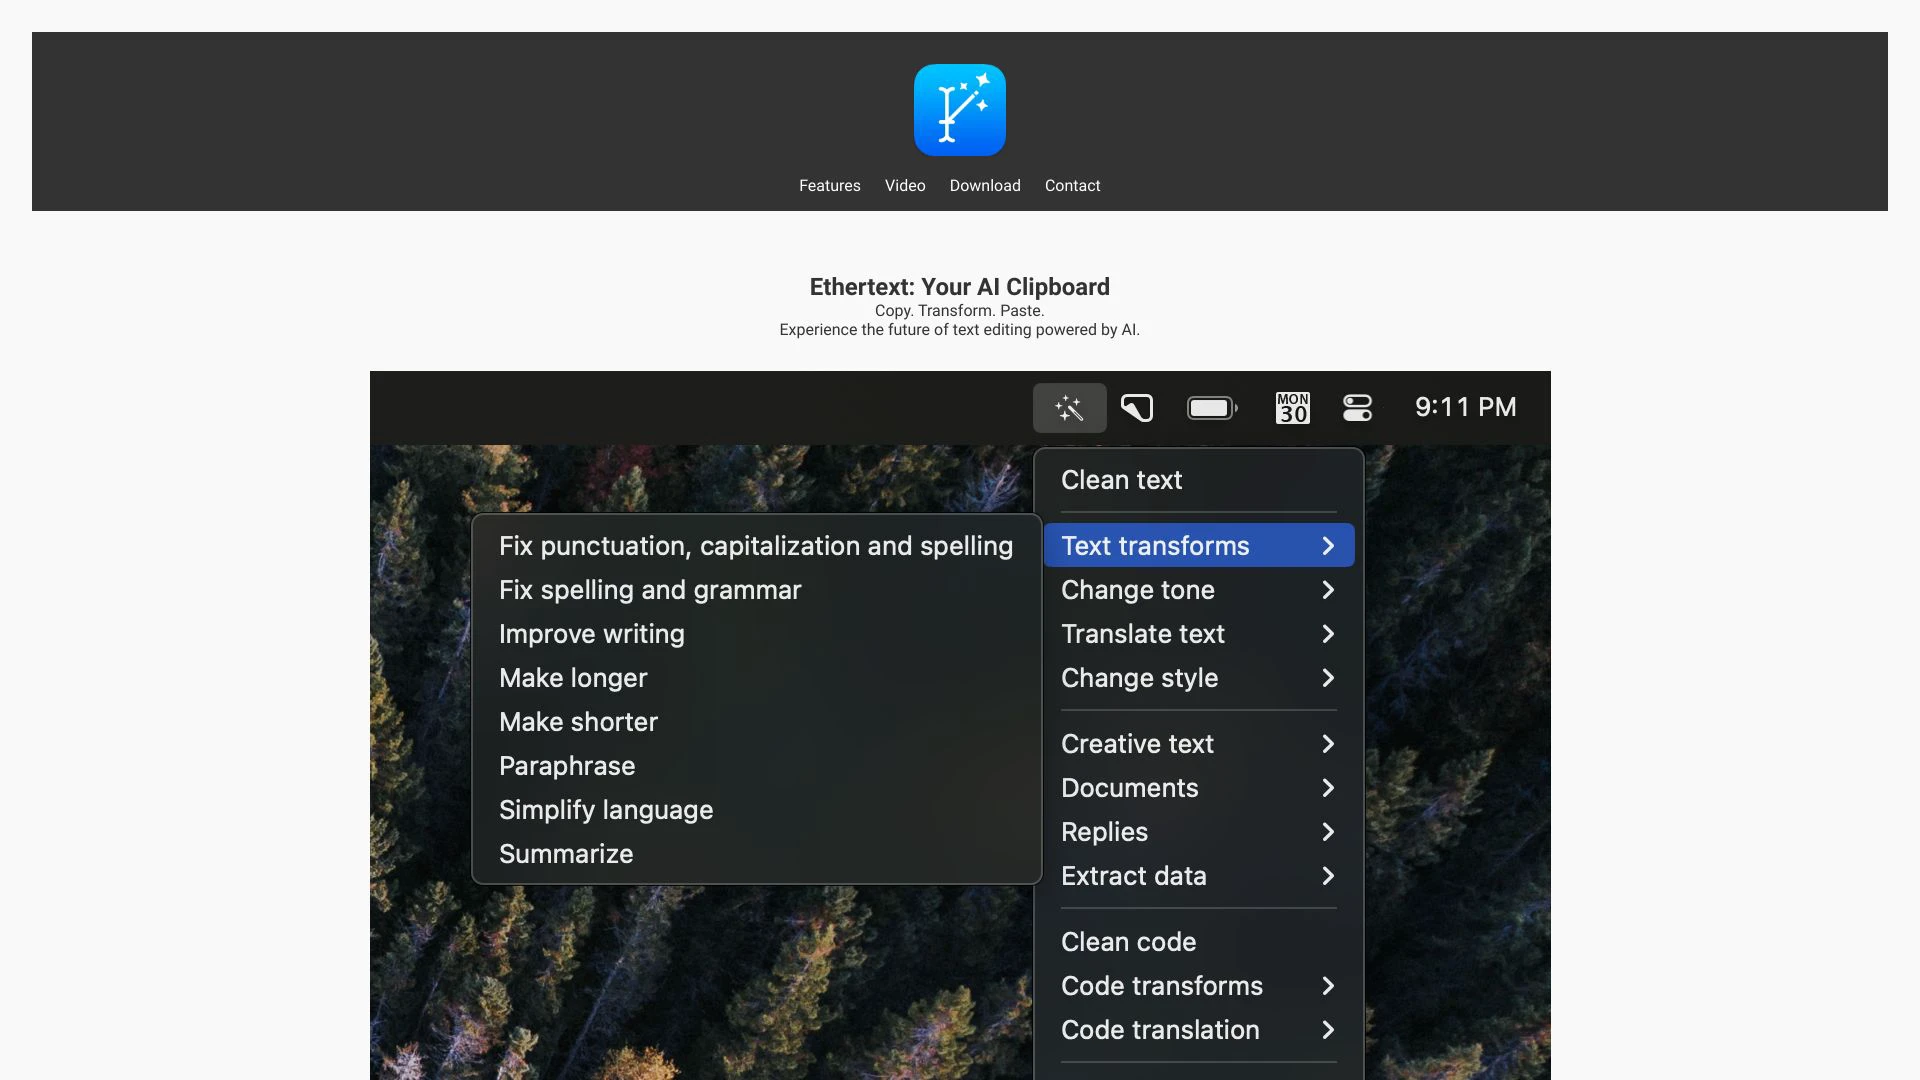 Features Video Download Contact
Ethertext: Your AI Clipboard
Copy. Transform. Paste.
Experience the future of text editing powered by AI.
MON
30
9:11 PM
Clean text
Text transforms
Change tone
Translate text
Change style
Creative text
Documents
Replies
Extract data
Clean code
Code transforms
Code translation
Fix punctuation, capitalization and spelling
Fix spelling and grammar
Improve writing
Make longer
Make shorter
Paraphrase
Simplify language
Summarize